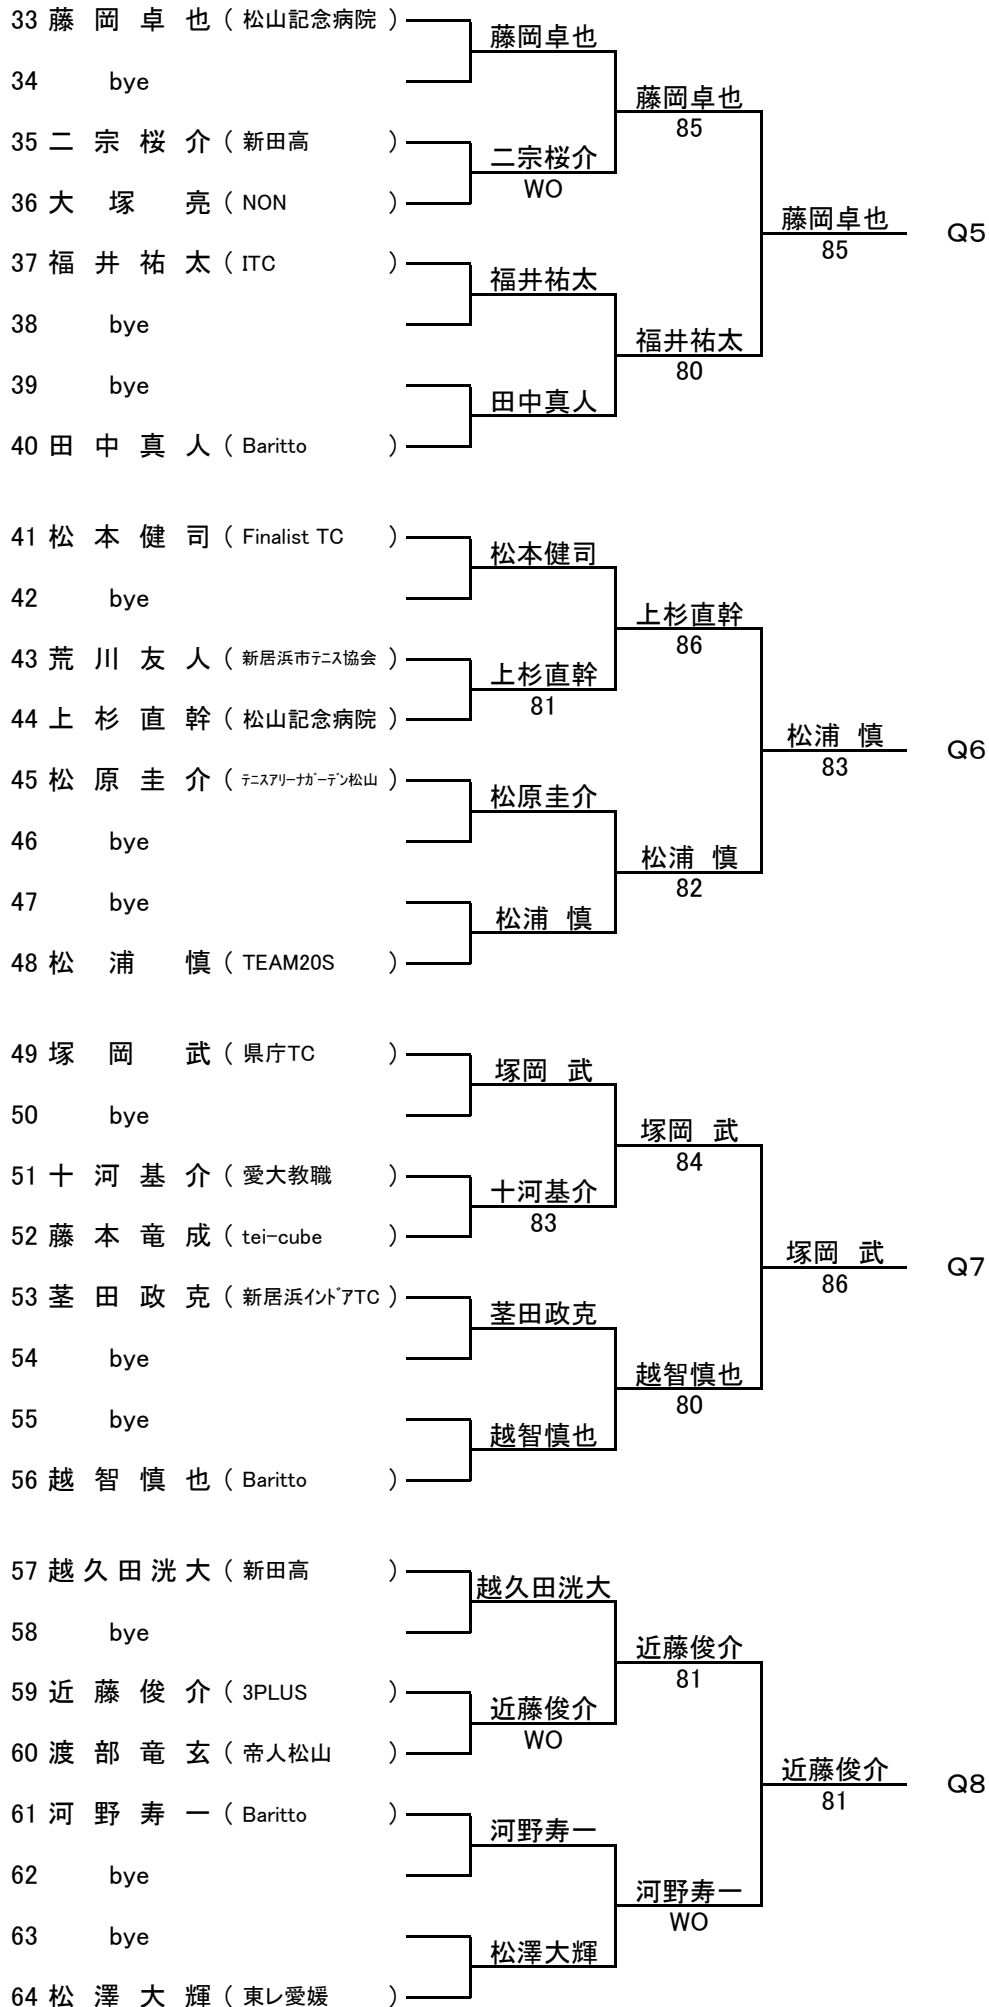 33 藤 岡 卓 也 ( 松山記念病院 )
藤岡卓也
34 bye
藤岡卓也
85
35 二 宗 桜 介 ( 新田高 )
二宗桜介
WO
36 大 塚 亮 ( NON )
藤岡卓也
85
Q5
37 福 井 祐 太 ( ITC )
福井祐太
38 bye
福井祐太
80
39 bye
田中真人
40 田 中 真 人 ( Baritto )
41 松 本 健 司 ( Finalist TC )
松本健司
42 bye
上杉直幹
86
43 荒 川 友 人 ( 新居浜市テニス協会 )
上杉直幹
81
44 上 杉 直 幹 ( 松山記念病院 )
松浦 慎
83
Q6
45 松 原 圭 介 ( テニスアリーナガーデン松山 )
松原圭介
46 bye
松浦 慎
82
47 bye
松浦 慎
48 松 浦 慎 ( TEAM20S )
49 塚 岡 武 ( 県庁TC )
塚岡 武
50 bye
塚岡 武
84
51 十 河 基 介 ( 愛大教職 )
十河基介
83
52 藤 本 竜 成 ( tei-cube )
塚岡 武
86
Q7
53 茎 田 政 克 ( 新居浜インドアTC )
茎田政克
54 bye
越智慎也
80
55 bye
越智慎也
56 越 智 慎 也 ( Baritto )
57 越 久 田 洸 大 ( 新田高 )
越久田洸大
58 bye
近藤俊介
81
59 近 藤 俊 介 ( 3PLUS )
近藤俊介
WO
60 渡 部 竜 玄 ( 帝人松山 )
近藤俊介
81
Q8
61 河 野 寿 一 ( Baritto )
河野寿一
62 bye
河野寿一
WO
63 bye
松澤大輝
64 松 澤 大 輝 ( 東レ愛媛 )